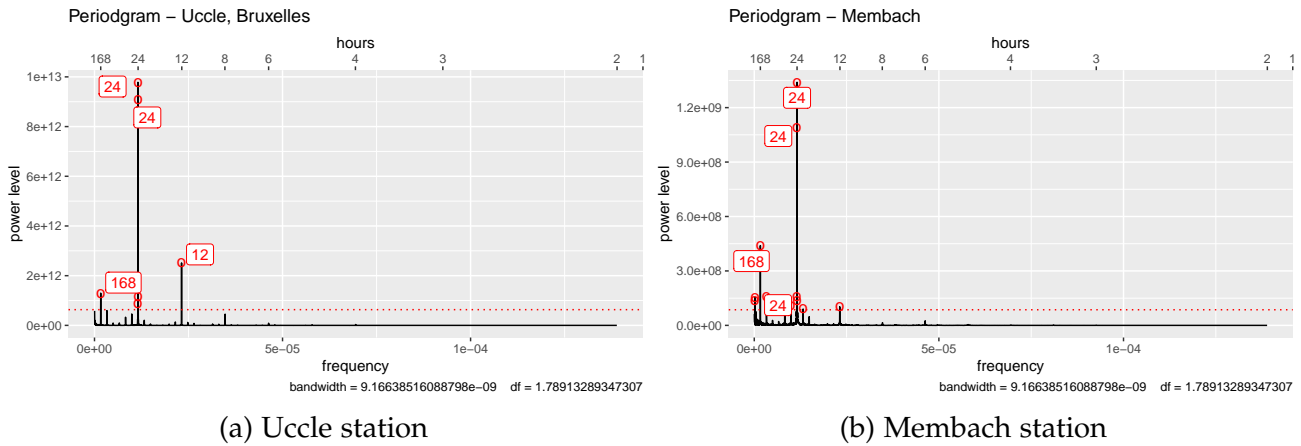 Periodgram – Uccle, Bruxelles
hours
168 24 12 8 6 4 3 2 1
1e+13
8e+12
6e+12
4e+12
2e+12
0e+00
power level
24
24
12
168
0e+00 5e−05 1e−04
frequency
bandwidth = 9.16638516088798e−09 df = 1.78913289347307
(a) Uccle station
Periodgram – Membach
hours
168 24 12 8 6 4 3 2 1
1.2e+09
9.0e+08
6.0e+08
3.0e+08
0.0e+00
power level
24
24
168
24
0e+00 5e−05 1e−04
frequency
bandwidth = 9.16638516088798e−09 df = 1.78913289347307
(b) Membach station